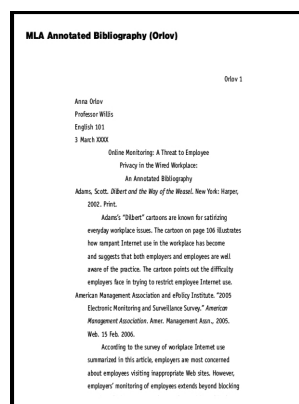 MLA Annotated Bibliography (Orlov)
Orlov 1
Anna Orlov
Professor Willis
English 101
3 March XXXX
Online Monitoring: A Threat to Employee
Privacy in the Wired Workplace:
An Annotated Bibliography
Adams, Scott. Dilbert and the Way of the Weasel. New York: Harper,
2002. Print.
Adams's "Dilbert" cartoons are known for satirizing
everyday workplace issues. The cartoon on page 106 illustrates
how rampant Internet use in the workplace has become
and suggests that both employers and employees are well
aware of the practice. The cartoon points out the difficulty
employers face in trying to restrict employee Internet use.
American Management Association and ePolicy Institute. "2005
Electronic Monitoring and Surveillance Survey." American
Management Association. Amer. Management Assn., 2005.
Web. 15 Feb. 2006.
According to the survey of workplace Internet use
summarized in this article, employers are most concerned
about employees visiting inappropriate Web sites. However,
employers' monitoring of employees extends beyond blocking